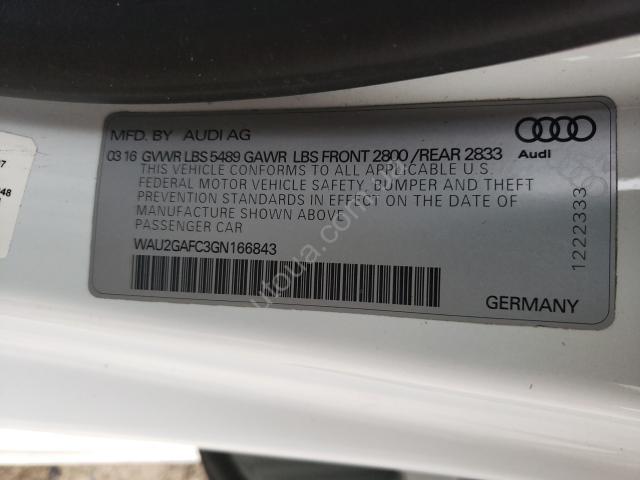 MFD. BY AUDI AG
03 16 GVWR LBS 5489 GAWR LBS FRONT 2800 / REAR 2833
THIS VEHICLE CONFORMS TO ALL APPLICABLE U.S.
FEDERAL MOTOR VEHICLE SAFETY, BUMPER AND THEFT
PREVENTION STANDARDS IN EFFECT ON THE DATE OF
MANUFACTURE SHOWN ABOVE.
PASSENGER CAR
WAU2GAFC3GN166843
Audi
1222333
GERMANY
48